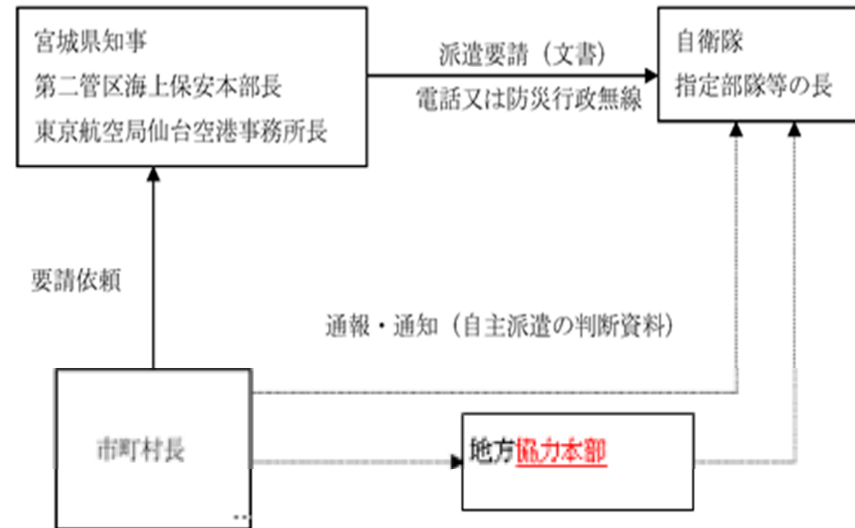 宮城県知事
第二管区海上保安本部長
東京航空局仙台空港事務所長
派遣要請（文書）
電話又は防災行政無線
自衛隊
指定部隊等の長
要請依頼
通報・通知（自主派遣の判断資料）
市町村長
…
地方協力本部